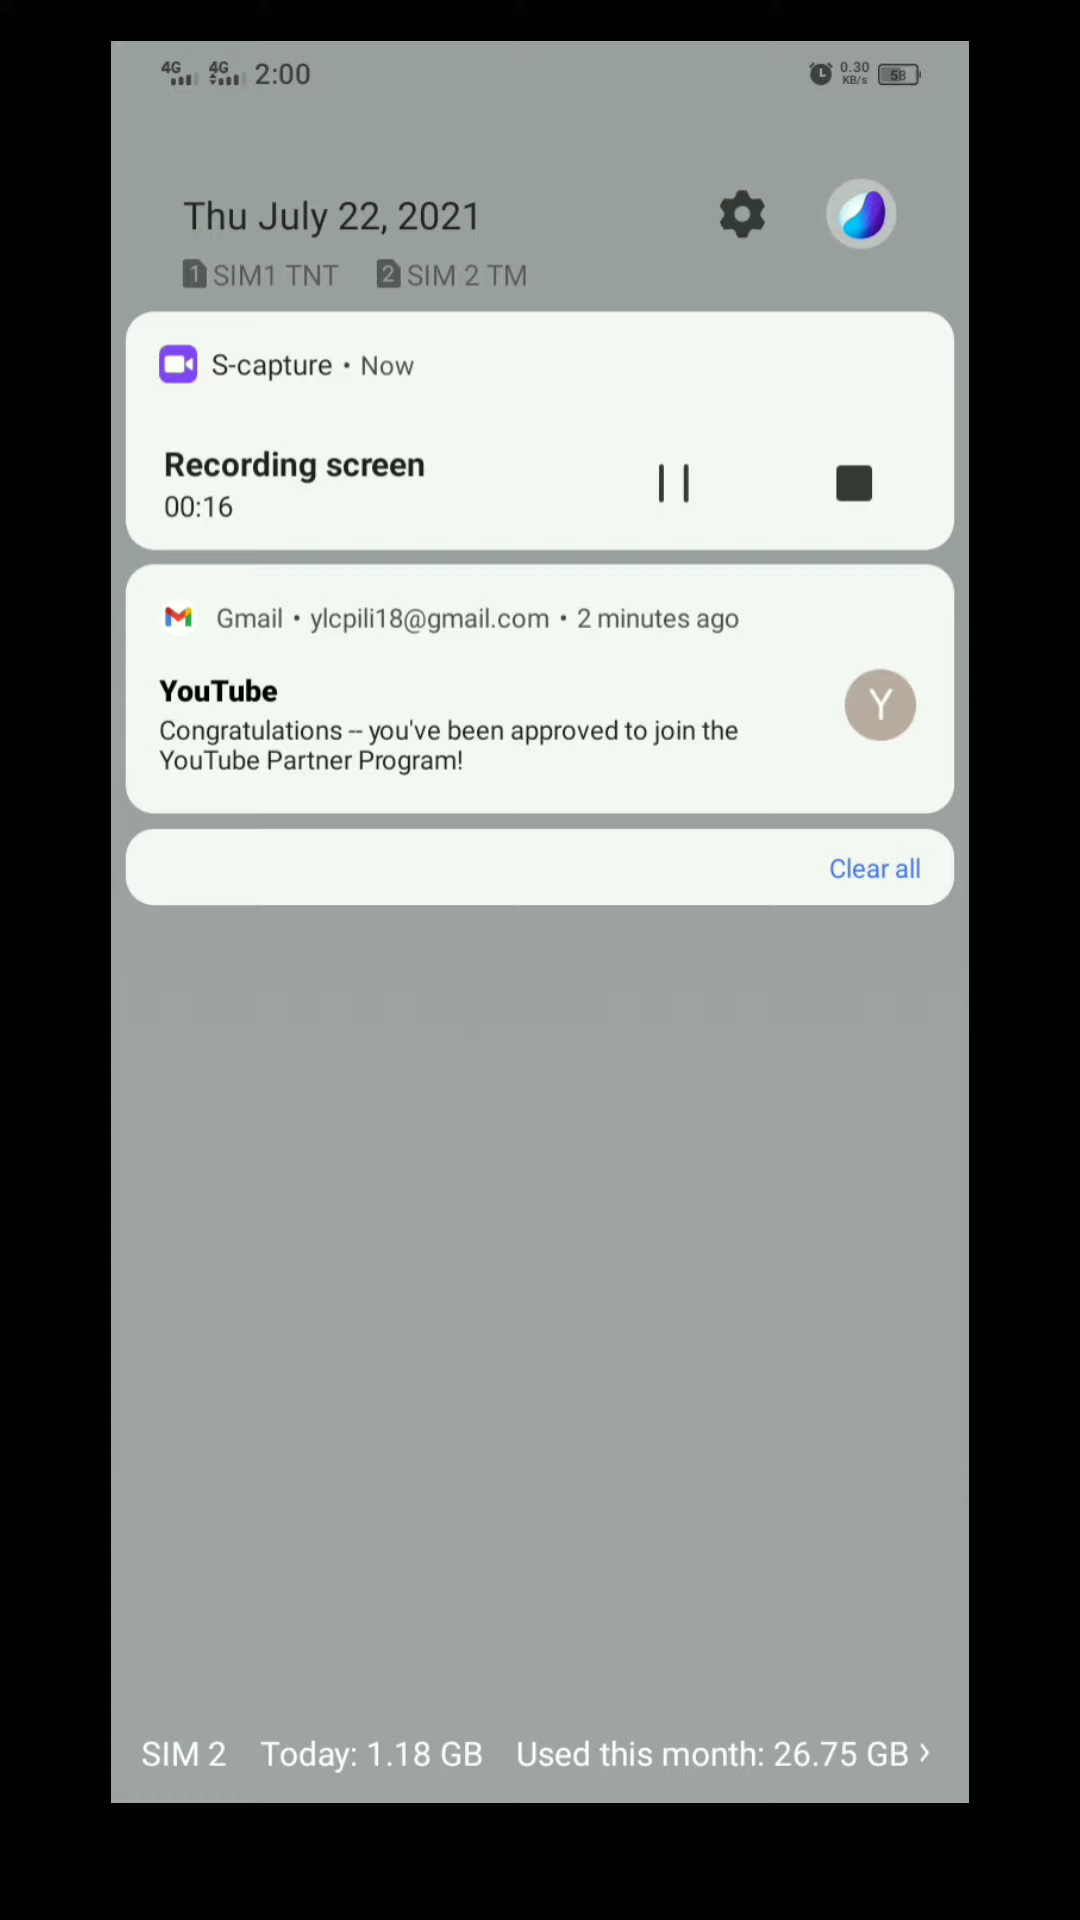 4G 4G 2:00 0.30 KB/s 58
Thu July 22, 2021
1 SIM1 TNT 2 SIM 2 TM
S-capture • Now
Recording screen
00:16
Gmail • ylcpili18@gmail.com • 2 minutes ago
YouTube
Y
Congratulations -- you've been approved to join the
YouTube Partner Program!
Clear all
SIM 2 Today: 1.18 GB Used this month: 26.75 GB ›